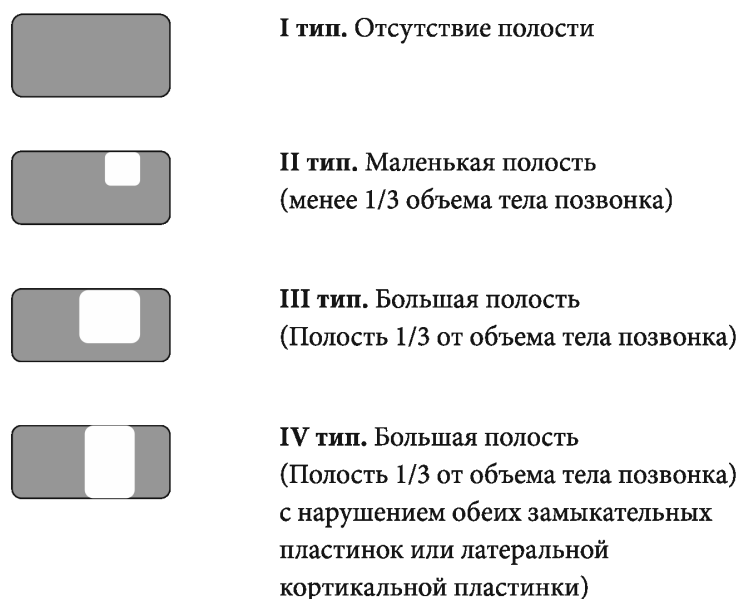 I тип. Отсутствие полости
II тип. Маленькая полость
(менее 1/3 объема тела позвонка)
III тип. Большая полость
(Полость 1/3 от объема тела позвонка)
IV тип. Большая полость
(Полость 1/3 от объема тела позвонка)
с нарушением обеих замыкательных
пластинок или латеральной
кортикальной пластинки)